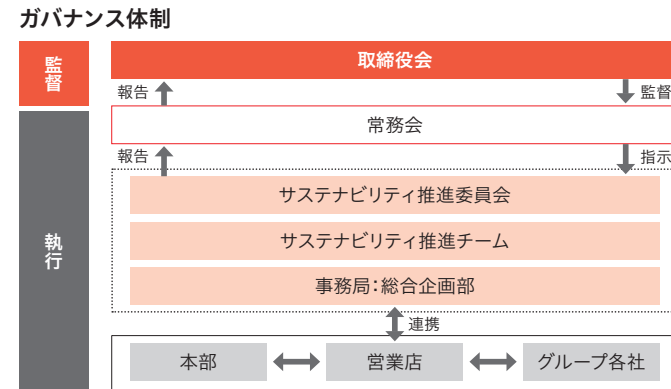 ガバナンス体制
監督
取締役会
報告
監督
常務会
報告
指示
執行
サステナビリティ推進委員会
サステナビリティ推進チーム
事務局:総合企画部
連携
本部
営業店
グループ各社